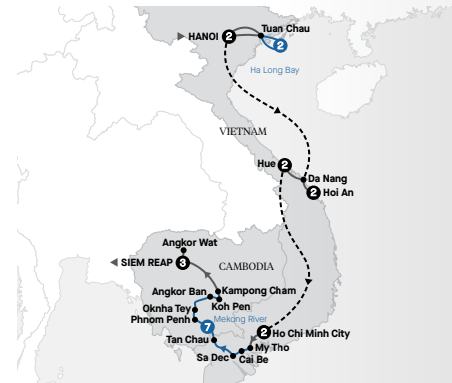 Tuan Chau
HANOI 2
2
Ha Long Bay
VIETNAM
Hue 2
Da Nang
2 Hoi An
Angkor Wat
SIEM REAP 3
CAMBODIA
Angkor Ban
Kampong Cham
Koh Pen
Oknha Tey
Phnom Penh
7
Mekong River
2 Ho Chi Minh City
Tan Chau
My Tho
Sa Dec
Cai Be